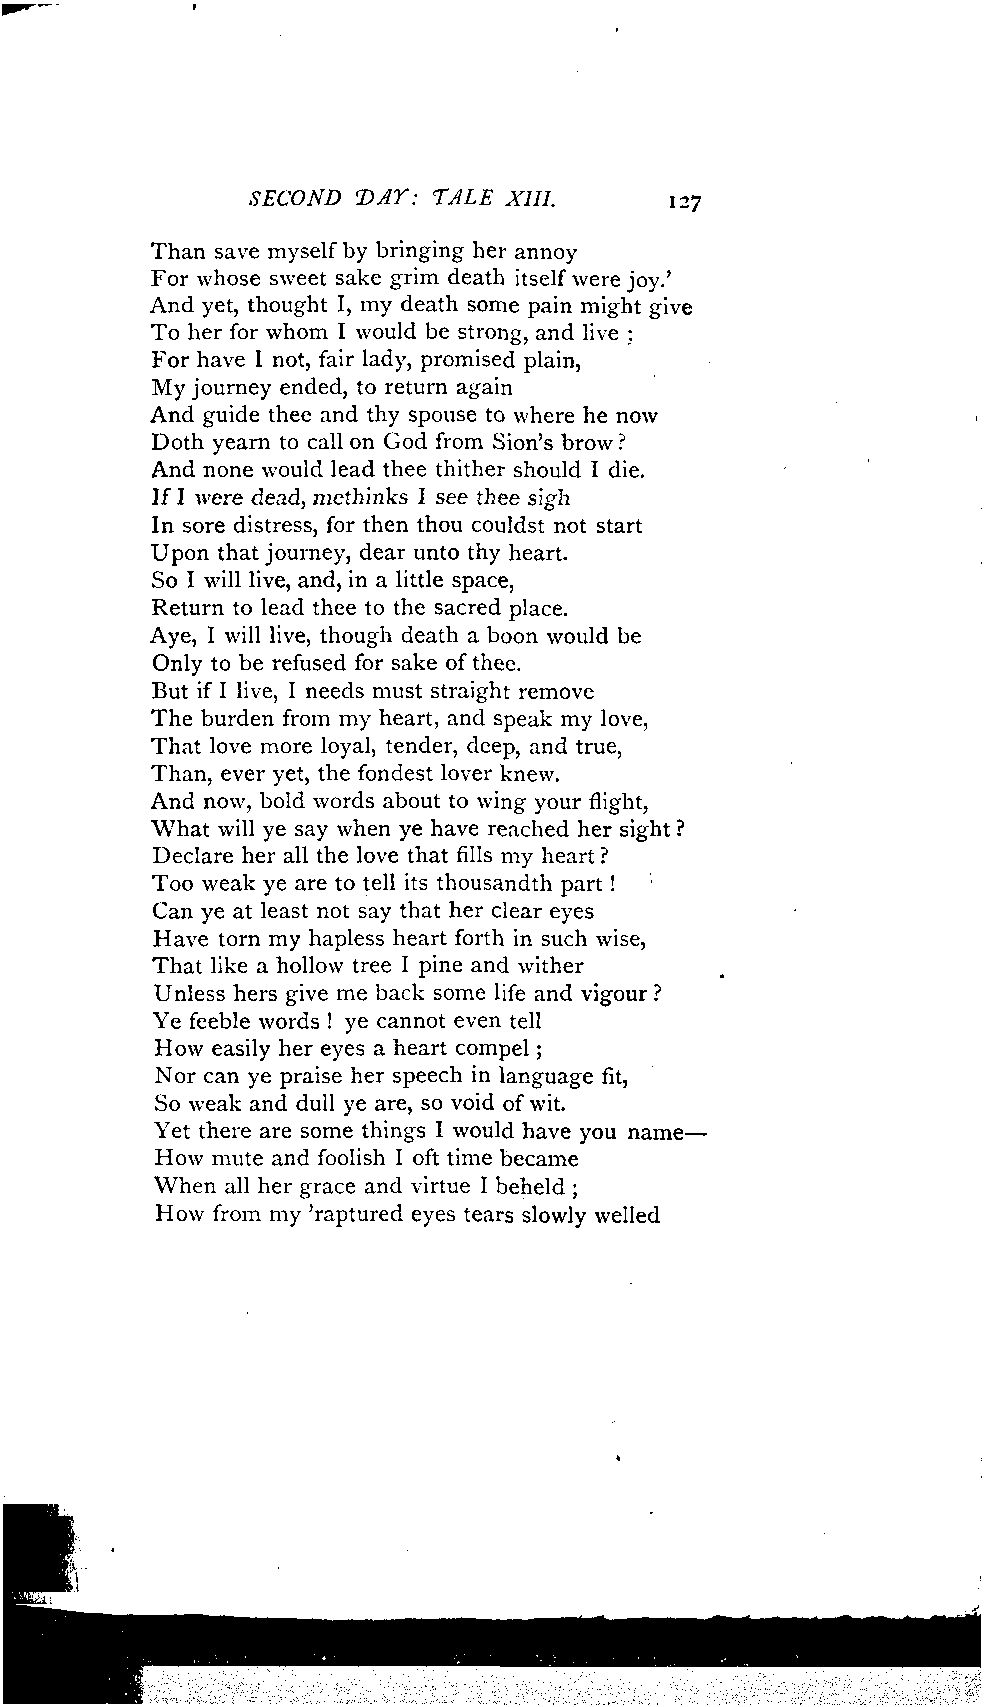 SECOND DAY: TALE XIII. 127
Than save myself by bringing her annoy
For whose sweet sake grim death itself were joy.'
And yet, thought I, my death some pain might give
To her for whom I would be strong, and live ;
For have I not, fair lady, promised plain,
My journey ended, to return again
And guide thee and thy spouse to where he now
Doth yearn to call on God from Sion's brow ?
And none would lead thee thither should I die.
If I were dead, methinks I see thee sigh
In sore distress, for then thou couldst not start
Upon that journey, dear unto thy heart.
So I will live, and, in a little space,
Return to lead thee to the sacred place.
Aye, I will live, though death a boon would be
Only to be refused for sake of thee.
But if I live, I needs must straight remove
The burden from my heart, and speak my love,
That love more loyal, tender, deep, and true,
Than, ever yet, the fondest lover knew.
And now, bold words about to wing your flight,
What will ye say when ye have reached her sight ?
Declare her all the love that fills my heart ?
Too weak ye are to tell its thousandth part !
Can ye at least not say that her clear eyes
Have torn my hapless heart forth in such wise,
That like a hollow tree I pine and wither
Unless hers give me back some life and vigour ?
Ye feeble words ! ye cannot even tell
How easily her eyes a heart compel ;
Nor can ye praise her speech in language fit,
So weak and dull ye are, so void of wit.
Yet there are some things I would have you name—
How mute and foolish I oft time became
When all her grace and virtue I beheld ;
How from my 'raptured eyes tears slowly welled